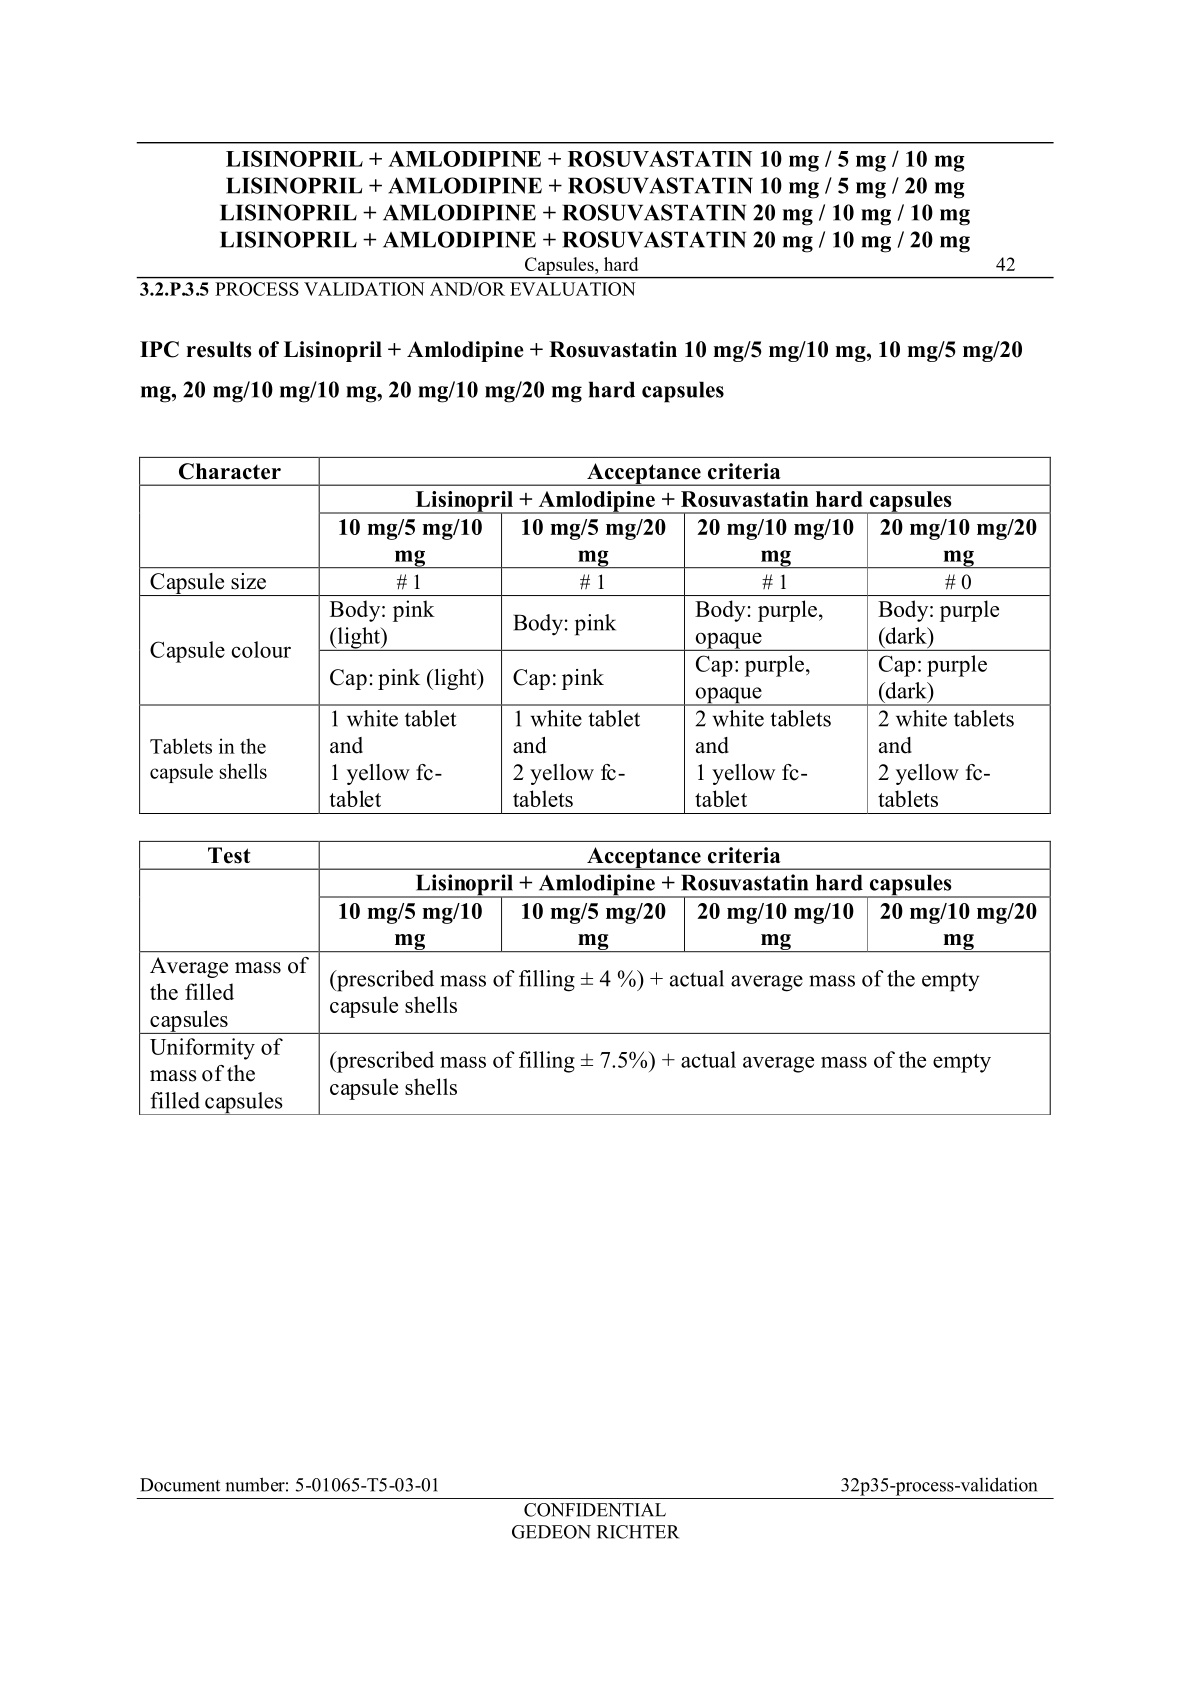 LISINOPRIL + AMLODIPINE + ROSUVASTATIN 10 mg / 5 mg / 10 mg
LISINOPRIL + AMLODIPINE + ROSUVASTATIN 10 mg / 5 mg / 20 mg
LISINOPRIL + AMLODIPINE + ROSUVASTATIN 20 mg / 10 mg / 10 mg
LISINOPRIL + AMLODIPINE + ROSUVASTATIN 20 mg / 10 mg / 20 mg
Capsules, hard 42
3.2.P.3.5 PROCESS VALIDATION AND/OR EVALUATION
IPC results of Lisinopril + Amlodipine + Rosuvastatin 10 mg/5 mg/10 mg, 10 mg/5 mg/20
mg, 20 mg/10 mg/10 mg, 20 mg/10 mg/20 mg hard capsules
Character Acceptance criteria
Lisinopril + Amlodipine + Rosuvastatin hard capsules
10 mg/5 mg/10 10 mg/5 mg/20 20 mg/10 mg/10 20 mg/10 mg/20
mg mg mg mg
Capsule size # 1 # 1 # 1 # 0
Capsule colour
Body: pink
(light)
Body: pink
Body: purple,
opaque
Body: purple
(dark)
Cap: pink (light)
Cap: pink
Cap: purple,
opaque
Cap: purple
(dark)
Tablets in the
capsule shells
1 white tablet
and
1 yellow fc-
tablet
1 white tablet
and
2 yellow fc-
tablets
2 white tablets
and
1 yellow fc-
tablet
2 white tablets
and
2 yellow fc-
tablets
Test Acceptance criteria
Lisinopril + Amlodipine + Rosuvastatin hard capsules
10 mg/5 mg/10 10 mg/5 mg/20 20 mg/10 mg/10 20 mg/10 mg/20
mg mg mg mg
Average mass of
the filled
capsules
(prescribed mass of filling ± 4 %) + actual average mass of the empty
capsule shells
Uniformity of
mass of the
filled capsules
(prescribed mass of filling ± 7.5%) + actual average mass of the empty
capsule shells
Document number: 5-01065-T5-03-01 32p35-process-validation
CONFIDENTIAL
GEDEON RICHTER